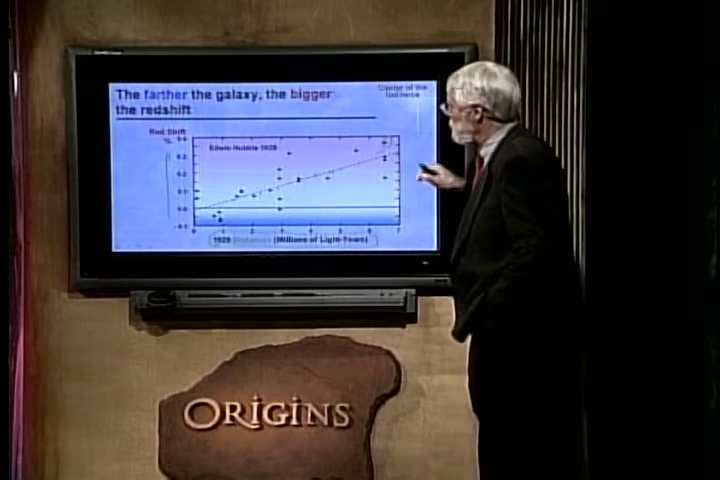 The farther the galaxy, the bigger
the redshift
Center of the
Universe
Red Shift
%
Edwin Hubble 1929
1929 Distances (Millions of Light-Years)
ORIGINS